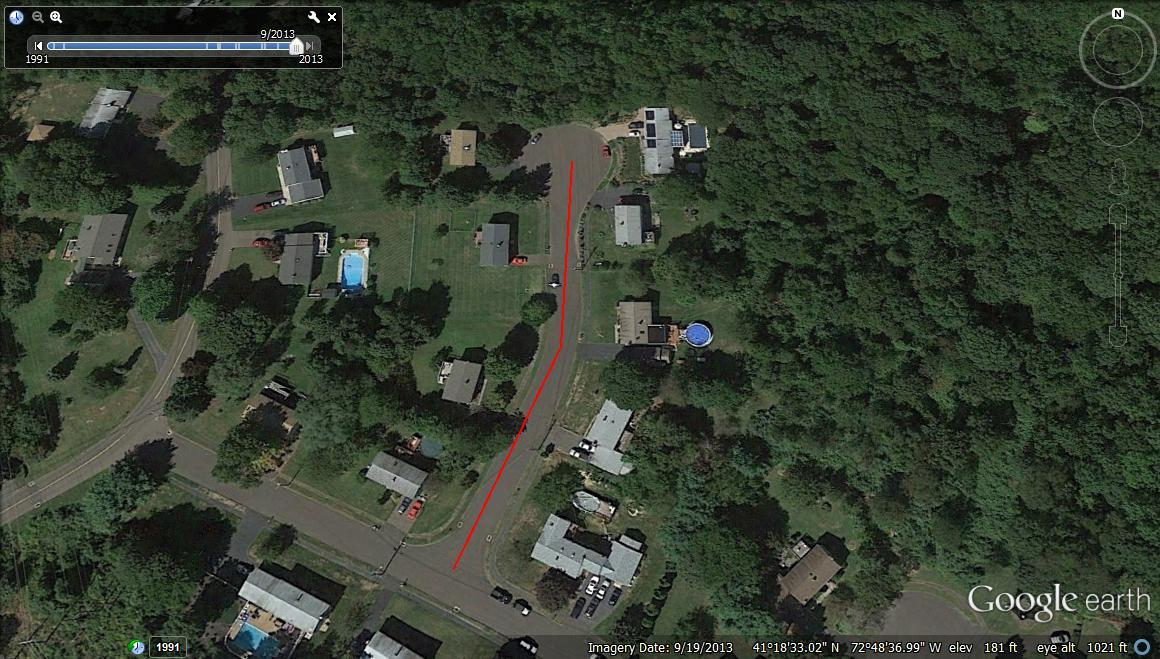 9/2013
1991
2013
N
Google earth
1991
Imagery Date: 9/19/2013 41°18'33.02" N 72°48'36.99" W elev 181 ft eye alt 1021 ft